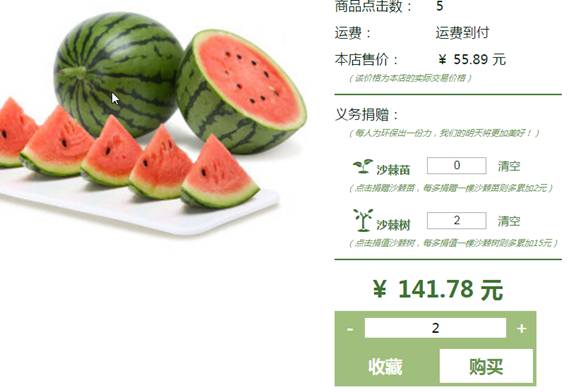 商品点击数： 5
运费： 运费到付
本店售价： ¥ 55.89 元
（该价格为本店的实际交易价格）
义务捐赠：
（每人为环保出一份力，我们的明天将更加美好！）
沙棘苗 0 清空
（点击捐赠沙棘苗，每多捐赠一棵沙棘苗则多累加2元）
沙棘树 2 清空
（点击捐值沙棘树，每多捐值一棵沙棘树则多累加15元）
¥ 141.78 元
- 2 +
收藏 购买